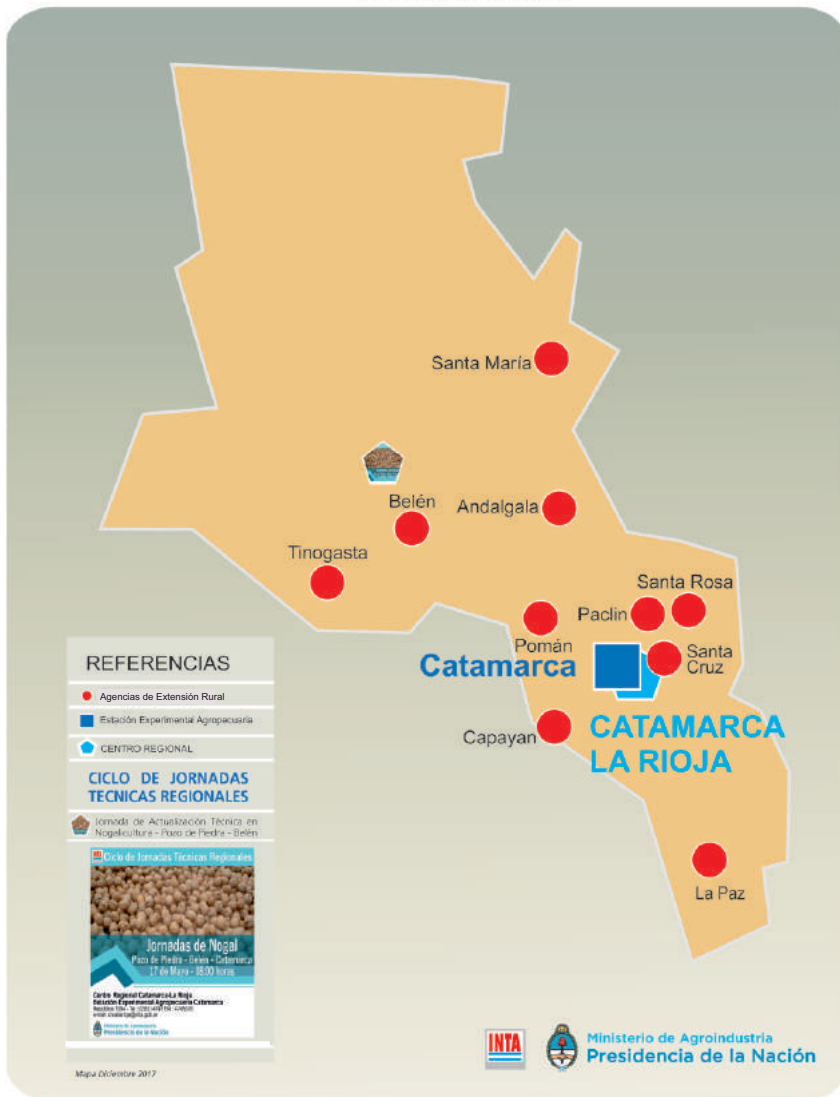 Santa María
Belén
Andalgala
Tinogasta
Santa Rosa
Paclin
Pomán
Santa
Cruz
Catamarca
Capayan
CATAMARCA
LA RIOJA
La Paz
REFERENCIAS
Agencias de Extensión Rural
Estación Experimental Agropecuaria
CENTRO REGIONAL
CICLO DE JORNADAS
TECNICAS REGIONALES
Jornada de Actualización Técnica en
Nogalicultura - Pozo de Piedra - Belén
Ciclo de Jornadas Técnicas Regionales
Jornadas de Nogal
Pozo de Piedra - Belen - Catamarca
17 de Mayo - 08:00 horas
Centro Regional Catamarca-La Rioja
Estación Experimental Agropecuaria Catamarca
Ministerio de Agroindustria
Presidencia de la Nación
Mapa Diciembre 2017
INTA
Ministerio de Agroindustria
Presidencia de la Nación